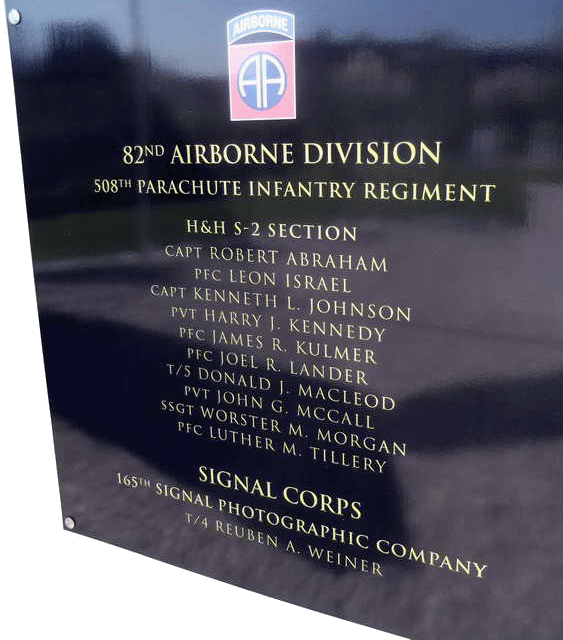 AIRBORNE
AA
82ND AIRBORNE DIVISION
508TH PARACHUTE INFANTRY REGIMENT
H&H S-2 SECTION
CAPT ROBERT ABRAHAM
PFC LEON ISRAEL
CAPT KENNETH L. JOHNSON
PVT HARRY J. KENNEDY
PFC JAMES R. KULMER
PFC JOEL R. LANDER
T/5 DONALD J. MACLEOD
PVT JOHN G. MCCALL
SSGT WORSTER M. MORGAN
PFC LUTHER M. TILLERY
SIGNAL CORPS
165TH SIGNAL PHOTOGRAPHIC COMPANY
T/4 REUBEN A. WEINER